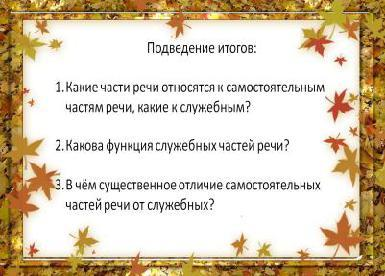 Подведение итогов:
1. Какие части речи относятся к самостоятельным
частям речи, какие к служебным?
2. Какова функция служебных частей речи?
3. В чём существенное отличие самостоятельных
частей речи от служебных?